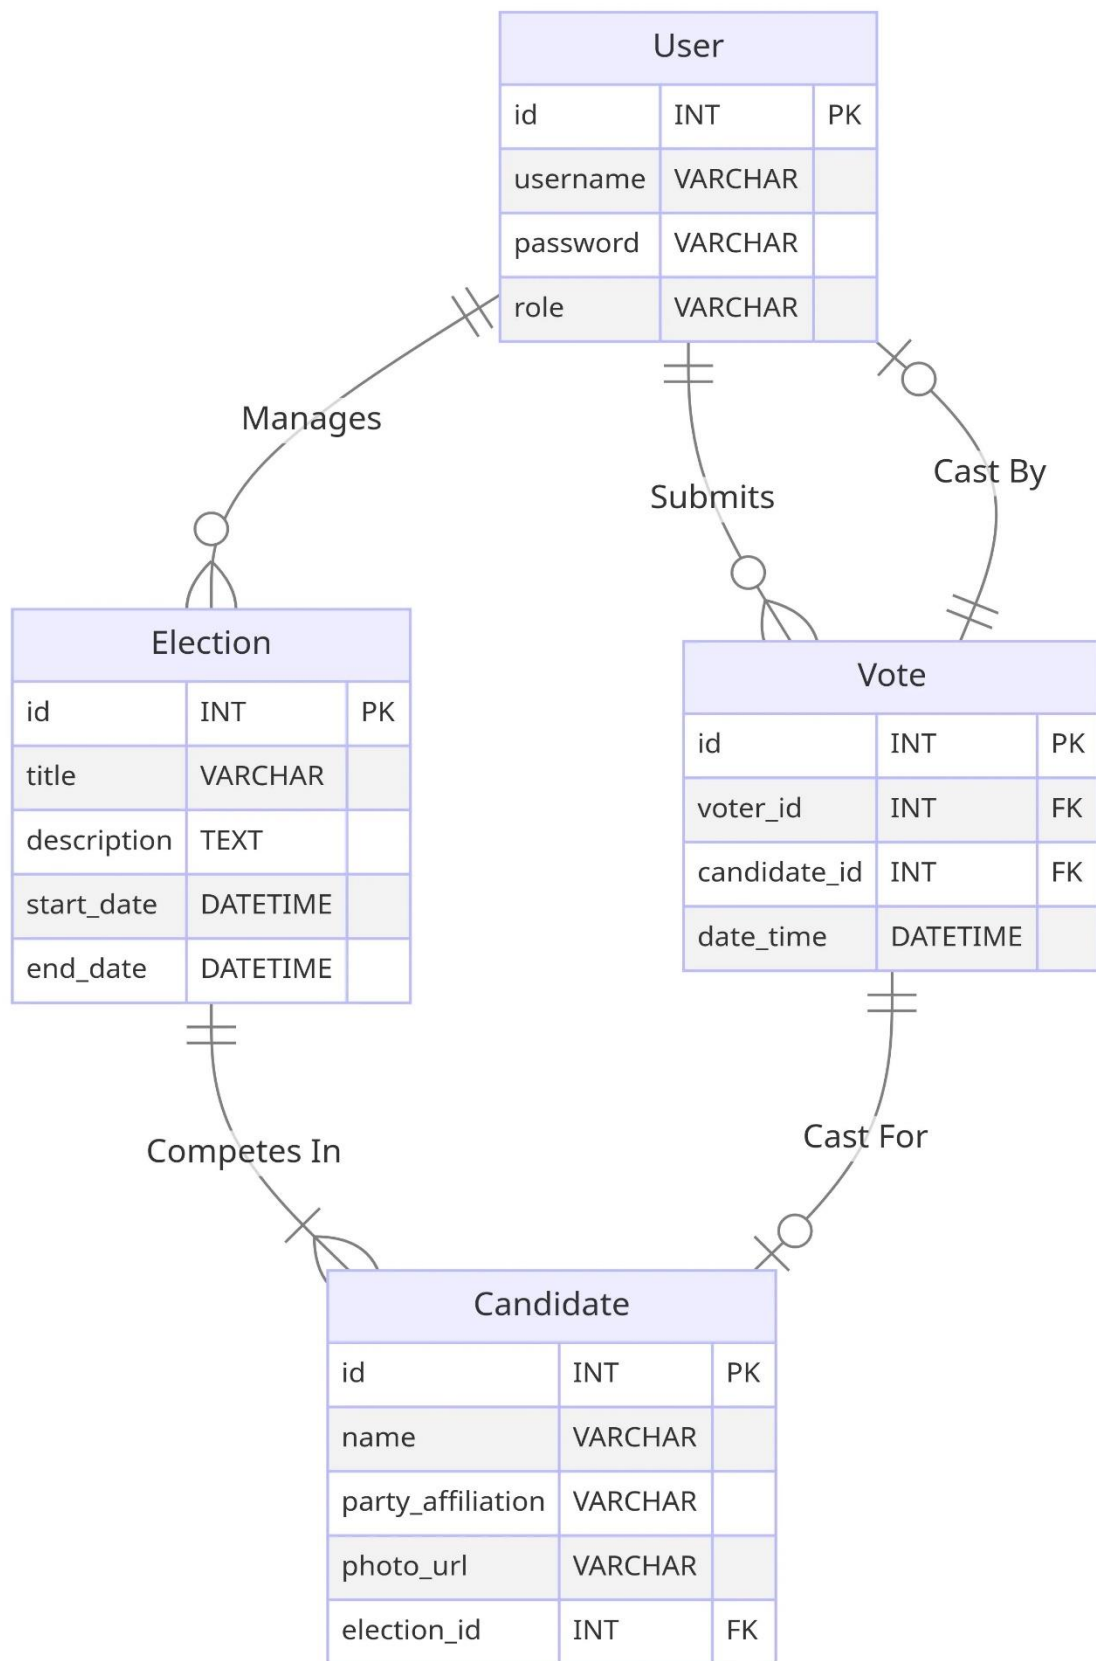 User
id INT PK
username VARCHAR
password VARCHAR
role VARCHAR
Manages
Cast By
Submits
Election
id INT PK
title VARCHAR
description TEXT
start_date DATETIME
end_date DATETIME
Vote
id INT PK
voter_id INT FK
candidate_id INT FK
date_time DATETIME
Competes In
Cast For
Candidate
id INT PK
name VARCHAR
party_affiliation VARCHAR
photo_url VARCHAR
election_id INT FK